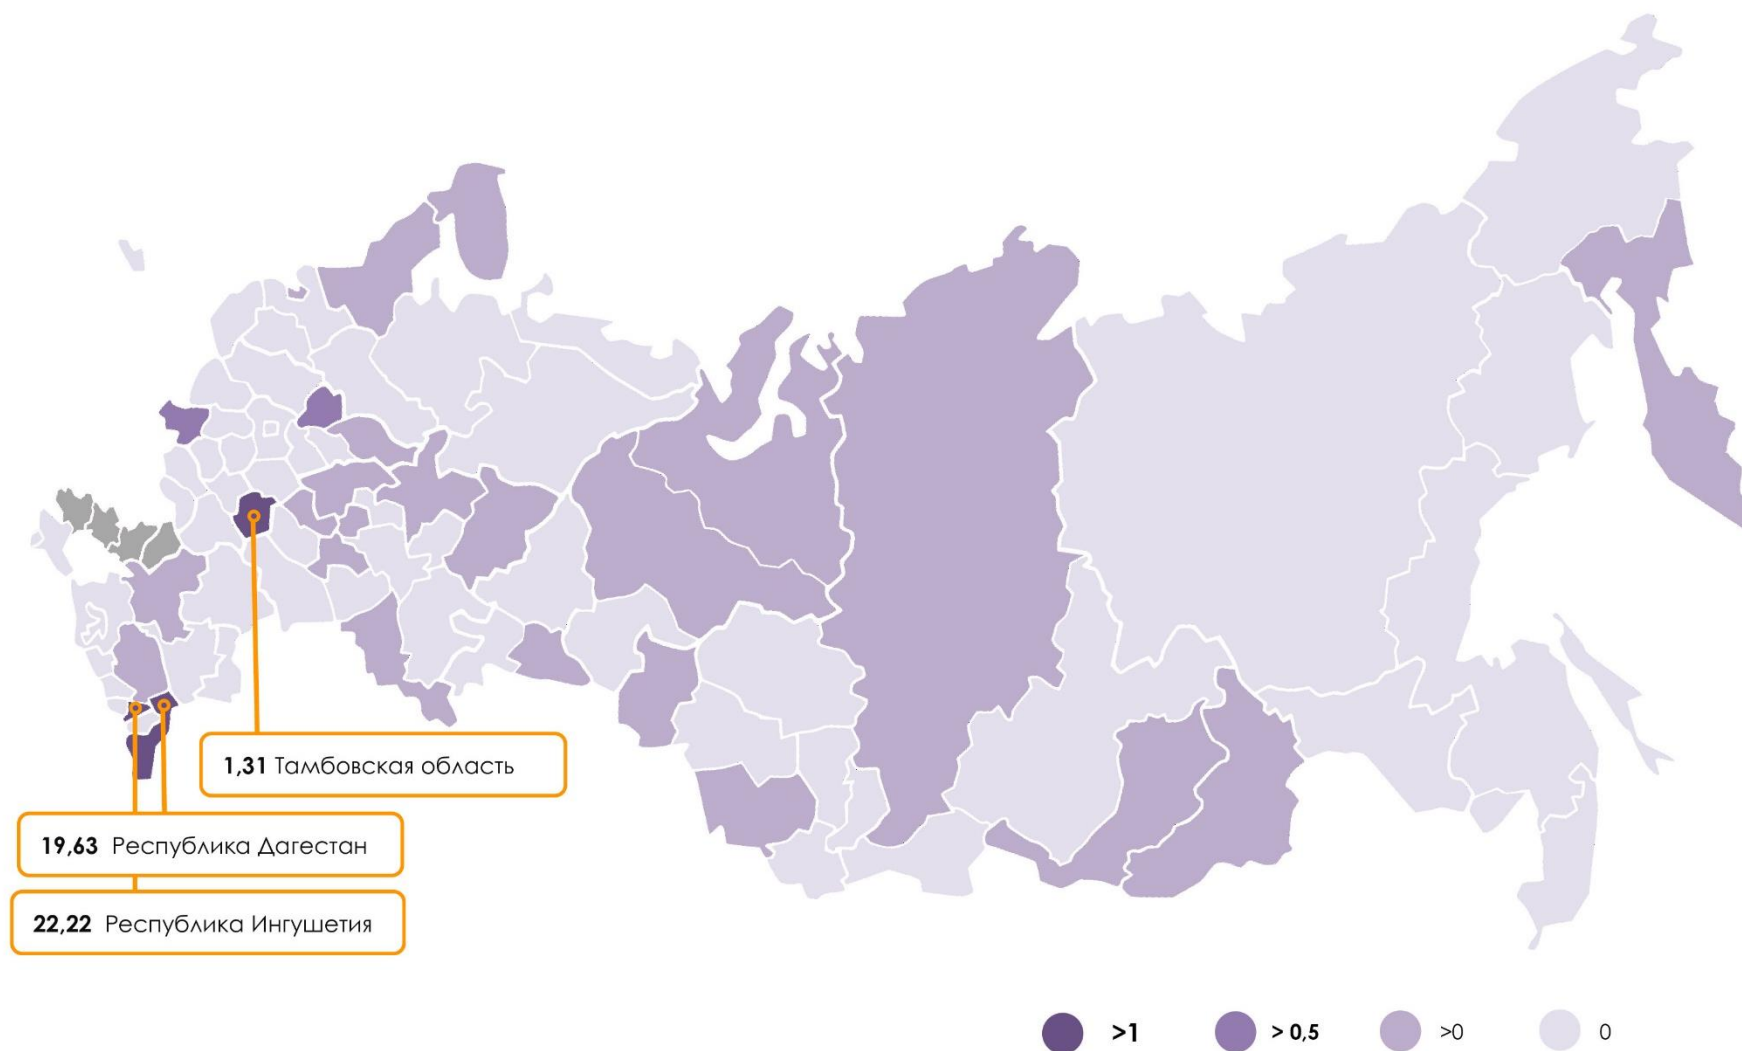 1,31 Тамбовская область
19,63 Республика Дагестан
22,22 Республика Ингушетия
>1 > 0,5 >0 0